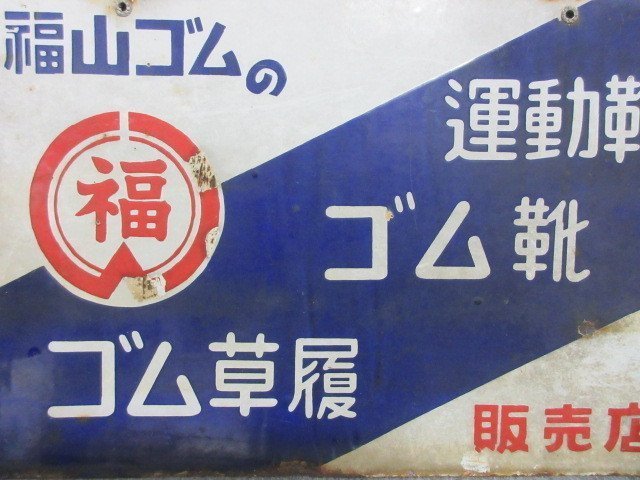 福山ゴムの
福
運動靴
ゴム靴
ゴム草履
販売店